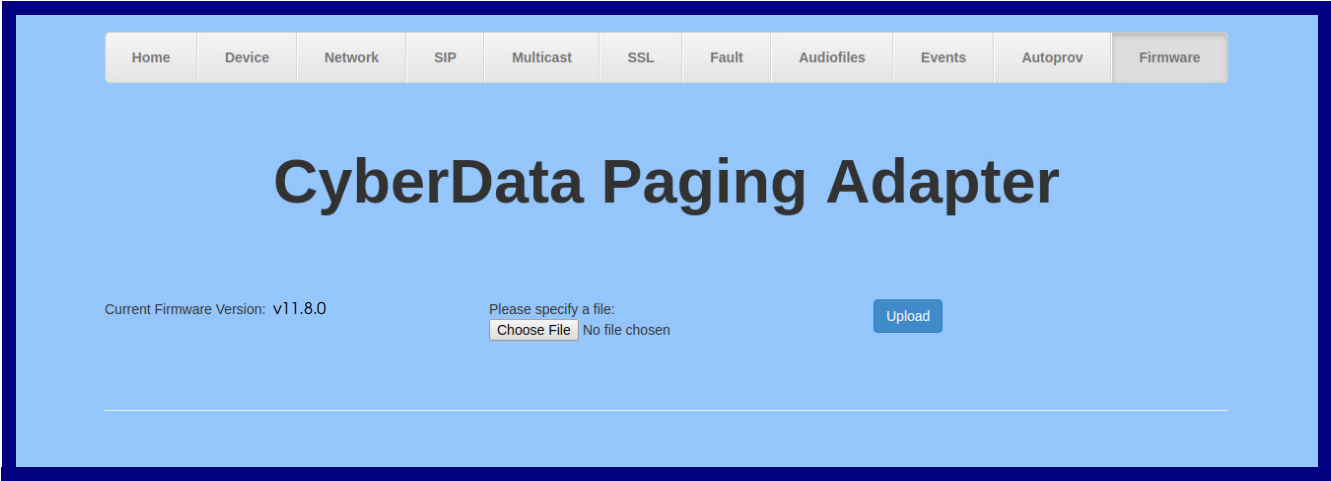 Home Device Network SIP Multicast SSL Fault Audiofiles Events Autoprov Firmware
CyberData Paging Adapter
Current Firmware Version: v11.8.0
Please specify a file:
Choose File No file chosen
Upload